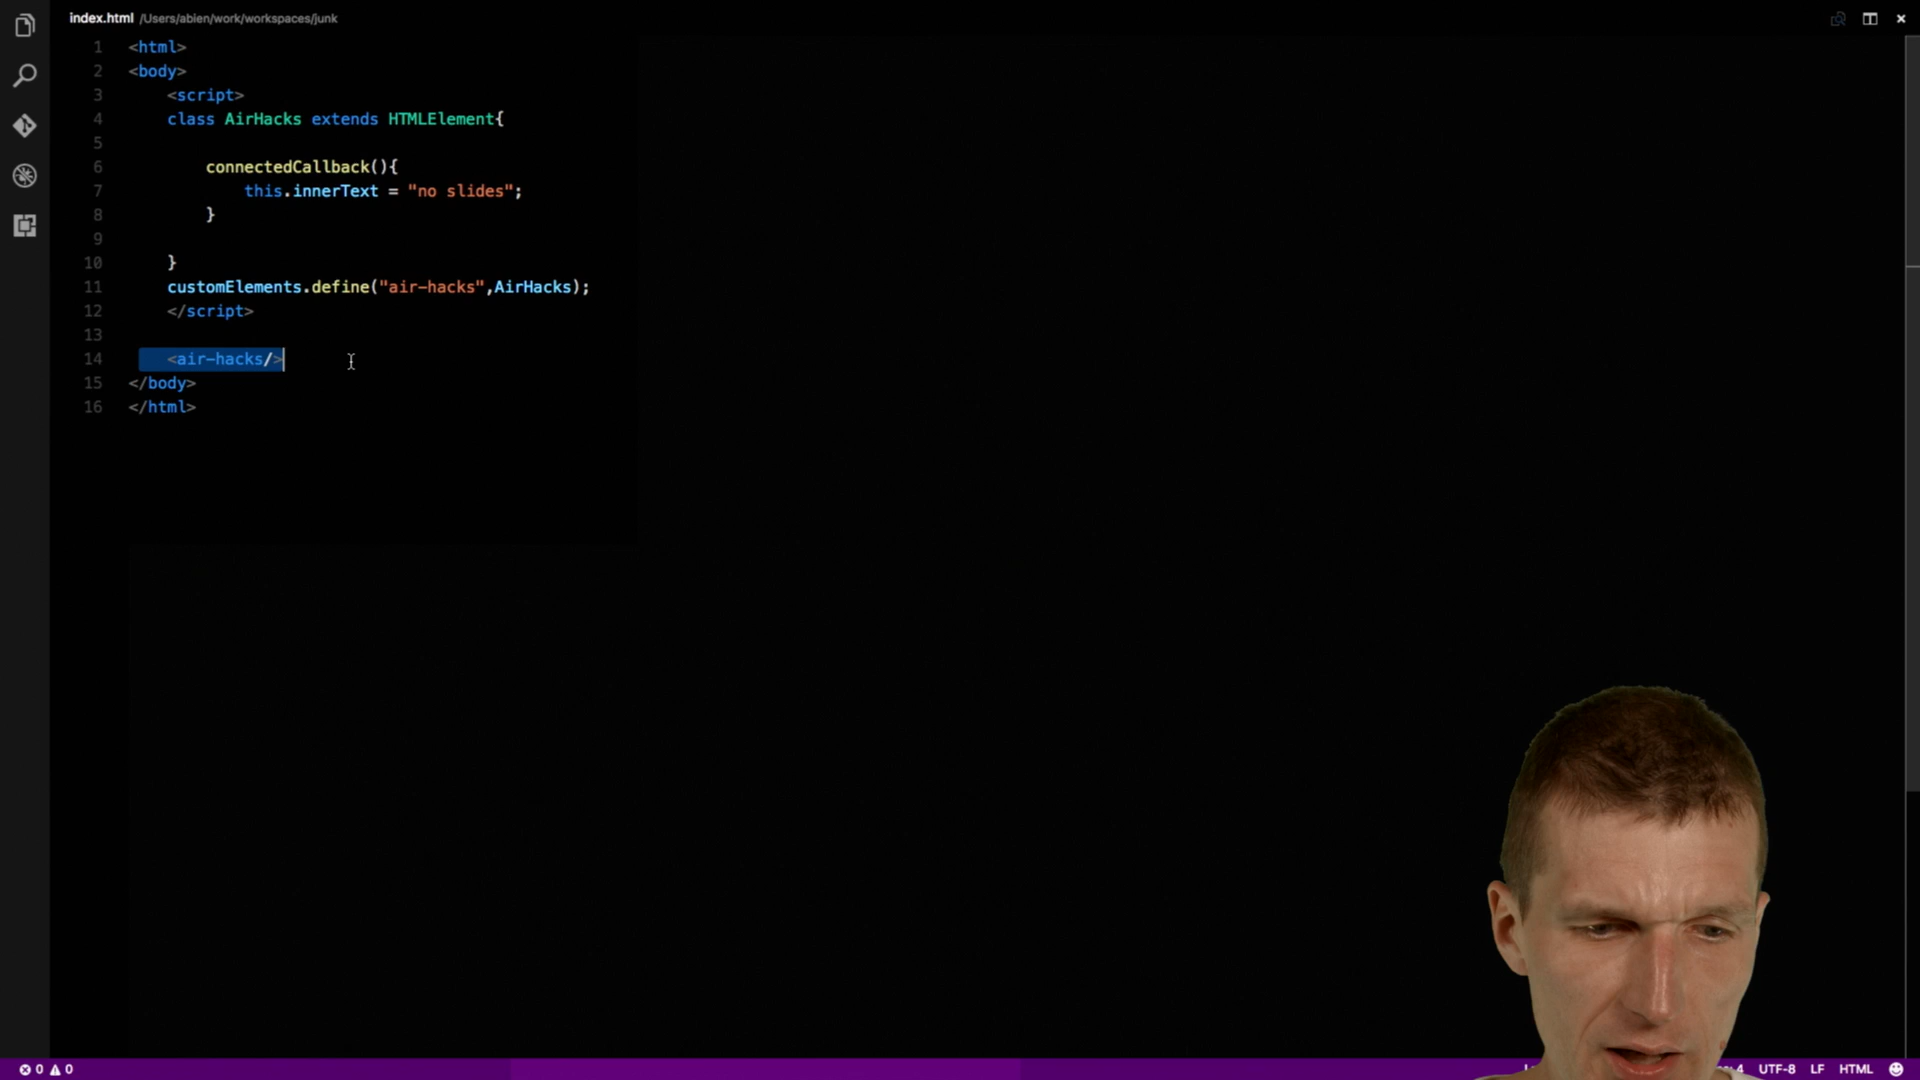 index.html /Users/abien/work/workspaces/junk
1 <html>
2 <body>
3 <script>
4 class AirHacks extends HTMLElement{
5
6 connectedCallback(){
7 this.innerText = "no slides";
8 }
9
10 }
11 customElements.define("air-hacks",AirHacks);
12 </script>
13
14 <air-hacks/>
15 </body>
16 </html>
0 0 4 UTF-8 LF HTML